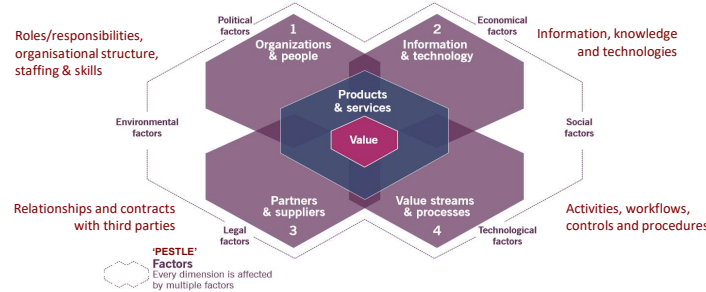 Political
factors
Economical
factors
Roles/responsibilities,
organisational structure,
staffing & skills
1
Organizations
& people
2
Information
& technology
Information, knowledge
and technologies
Products
& services
Environmental
factors
Value
Social
factors
Relationships and contracts
with third parties
Partners
& suppliers
3
Value streams
& processes
4
Activities, workflows,
controls and procedures
Legal
factors
Technological
factors
‘PESTLE’
Factors
Every dimension is affected
by multiple factors